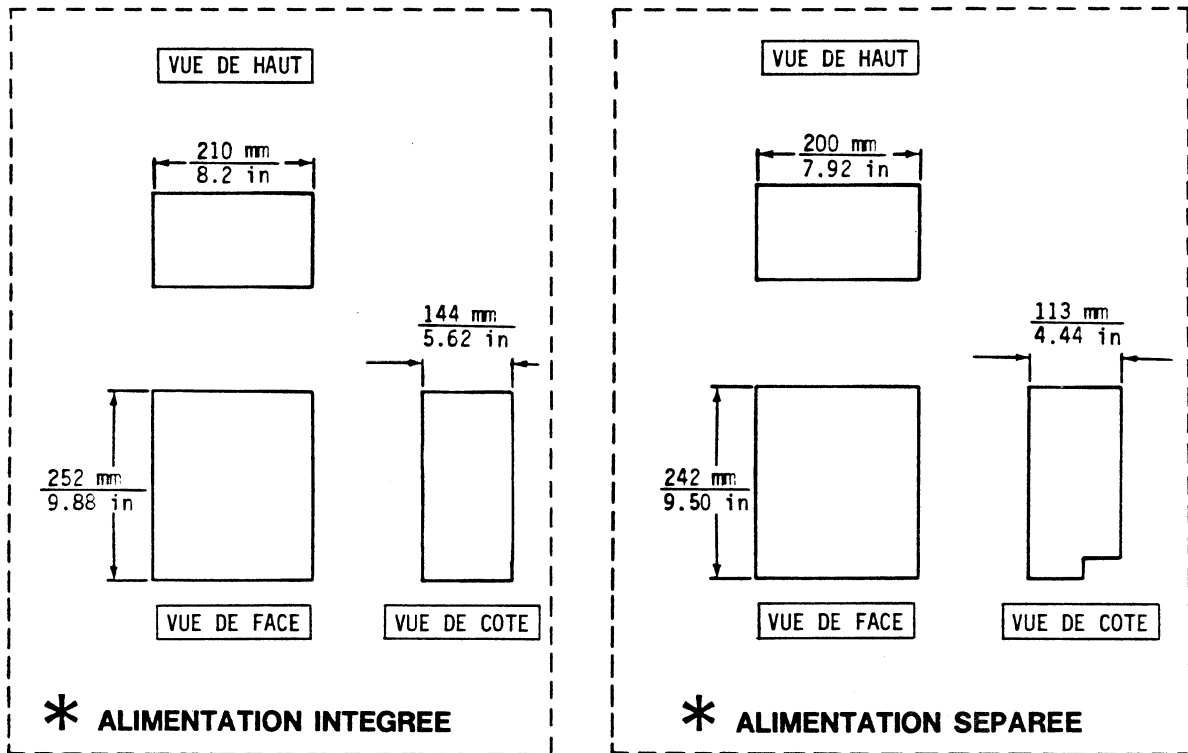 VUE DE HAUT
210 mm
8.2 in
144 mm
5.62 in
252 mm
9.88 in
VUE DE FACE
VUE DE COTE
* ALIMENTATION INTEGREE
VUE DE HAUT
200 mm
7.92 in
113 mm
4.44 in
242 mm
9.50 in
VUE DE FACE
VUE DE COTE
* ALIMENTATION SEPAREE